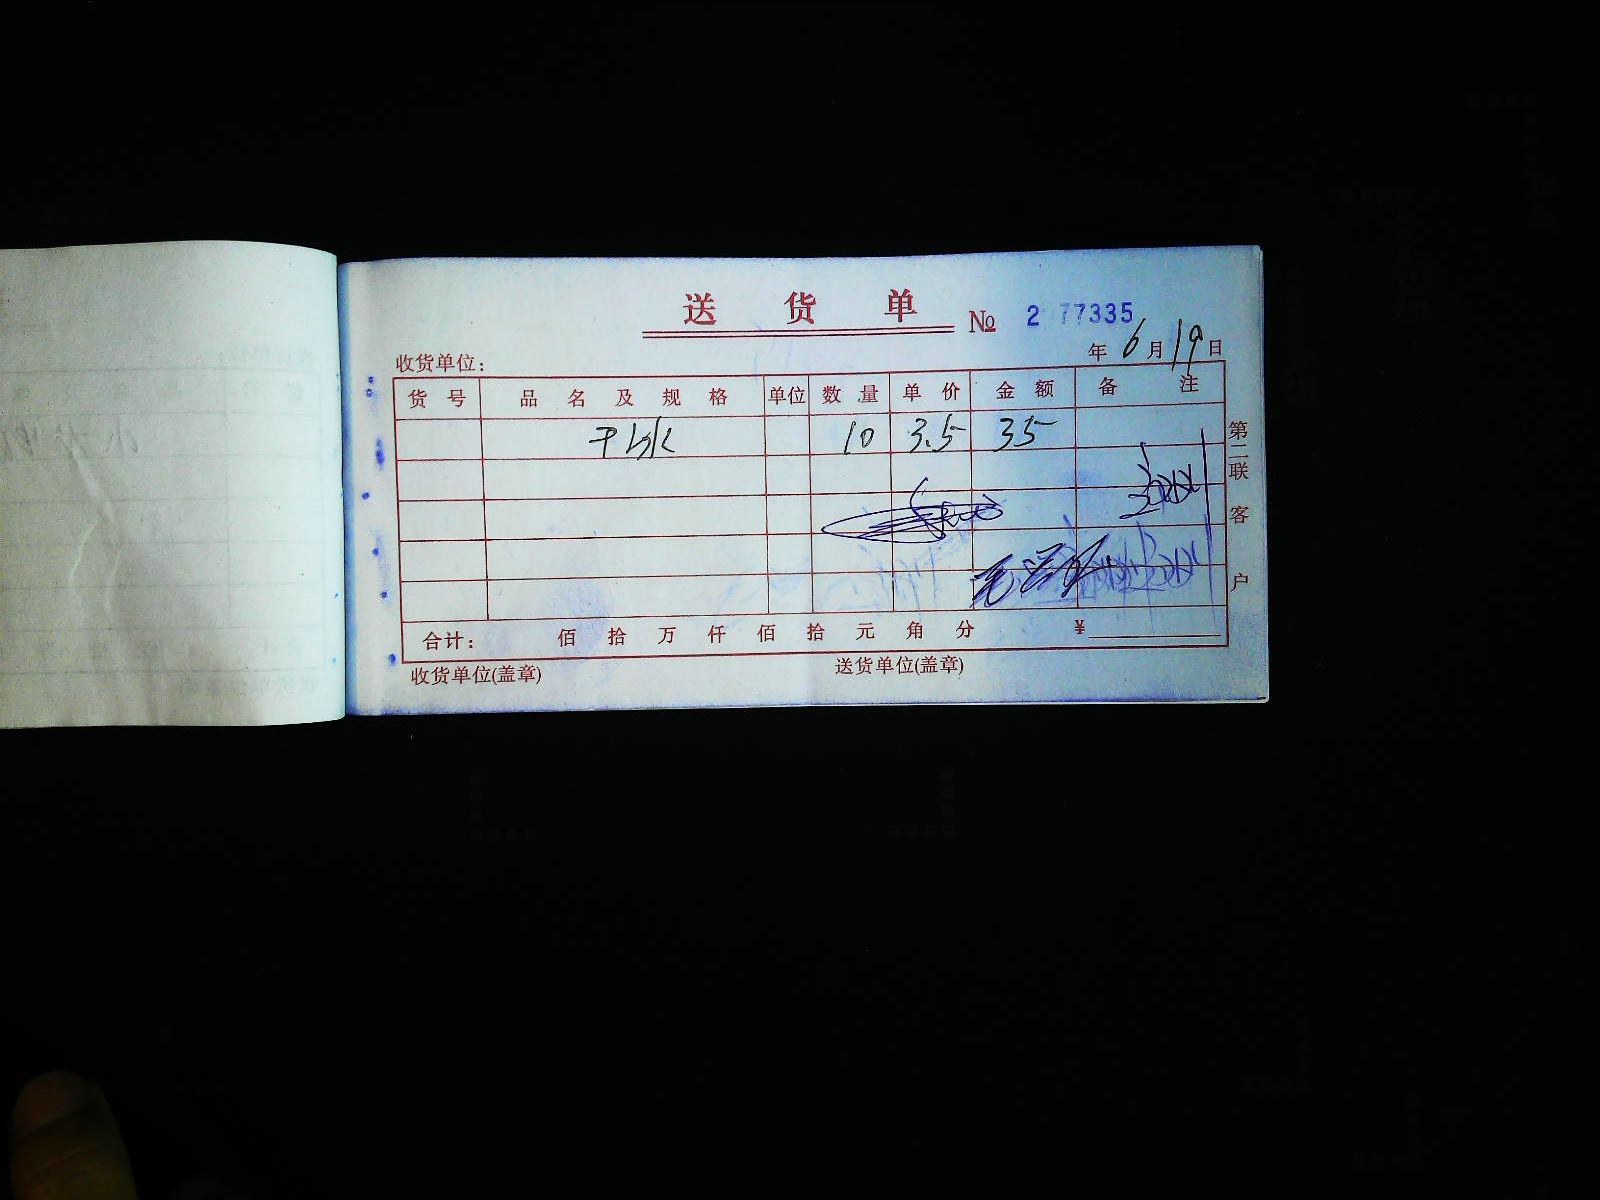 送 货 单
№ 2 77335
年 6 月 19 日
收货单位：
货 号 品 名 及 规 格 单位 数 量 单 价 金 额 备 注
干冰 10 3.5 35
第二联 客户
合计： 佰 拾 万 仟 佰 拾 元 角 分 ¥
收货单位(盖章) 送货单位(盖章)